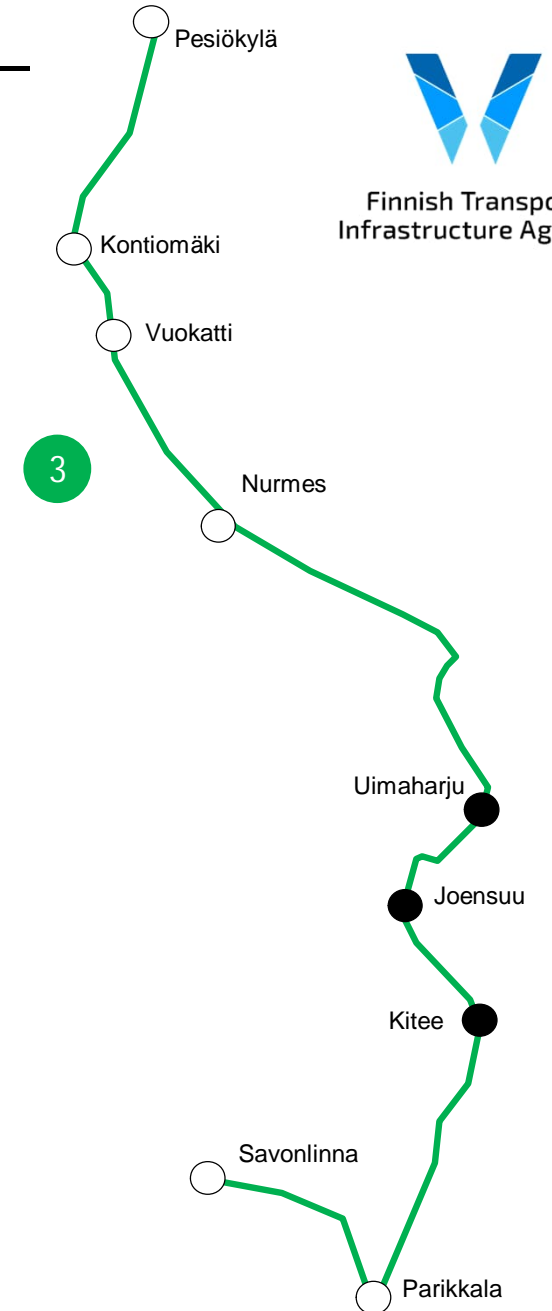 Pesiökylä
Finnish Transpo
Infrastructure Ag
Kontiomäki
Vuokatti
3
Nurmes
Uimaharju
Joensuu
Kitee
Savonlinna
Parikkala